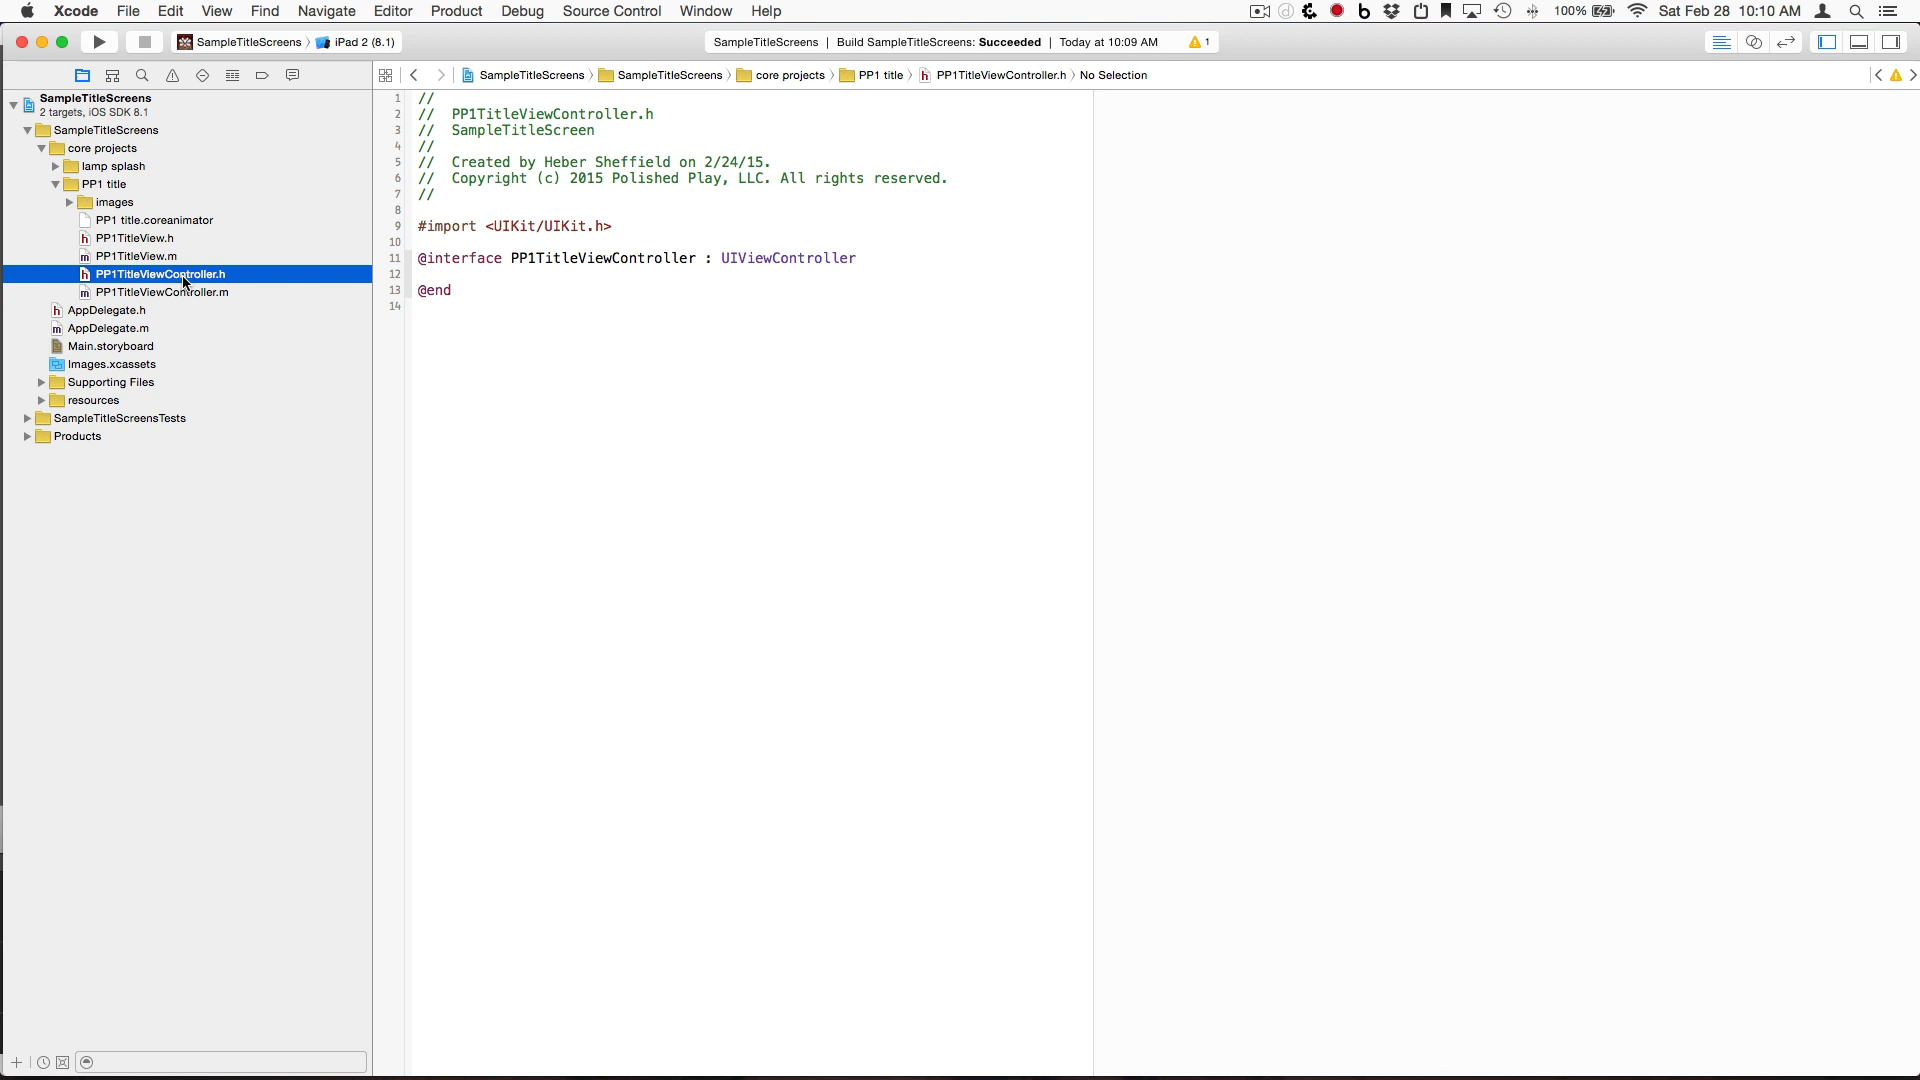 Xcode File Edit View Find Navigate Editor Product Debug Source Control Window Help 100% Sat Feb 28 10:10 AM
SampleTitleScreens iPad 2 (8.1) SampleTitleScreens | Build SampleTitleScreens: Succeeded | Today at 10:09 AM 1
SampleTitleScreens SampleTitleScreens core projects PP1 title PP1TitleViewController.h No Selection
SampleTitleScreens
2 targets, iOS SDK 8.1
SampleTitleScreens
core projects
lamp splash
PP1 title
images
PP1 title.coreanimator
PP1TitleView.h
PP1TitleView.m
PP1TitleViewController.h
PP1TitleViewController.m
AppDelegate.h
AppDelegate.m
Main.storyboard
Images.xcassets
Supporting Files
resources
SampleTitleScreensTests
Products
1 //
2 // PP1TitleViewController.h
3 // SampleTitleScreen
4 //
5 // Created by Heber Sheffield on 2/24/15.
6 // Copyright (c) 2015 Polished Play, LLC. All rights reserved.
7 //
8
9 #import <UIKit/UIKit.h>
10
11 @interface PP1TitleViewController : UIViewController
12
13 @end
14